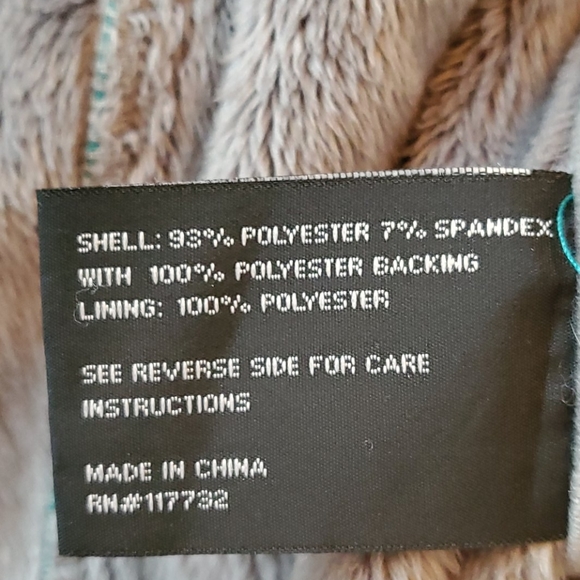 SHELL: 93% POLYESTER 7% SPANDEX
WITH 100% POLYESTER BACKING
LINING: 100% POLYESTER
SEE REVERSE SIDE FOR CARE
INSTRUCTIONS
MADE IN CHINA
RN#117732